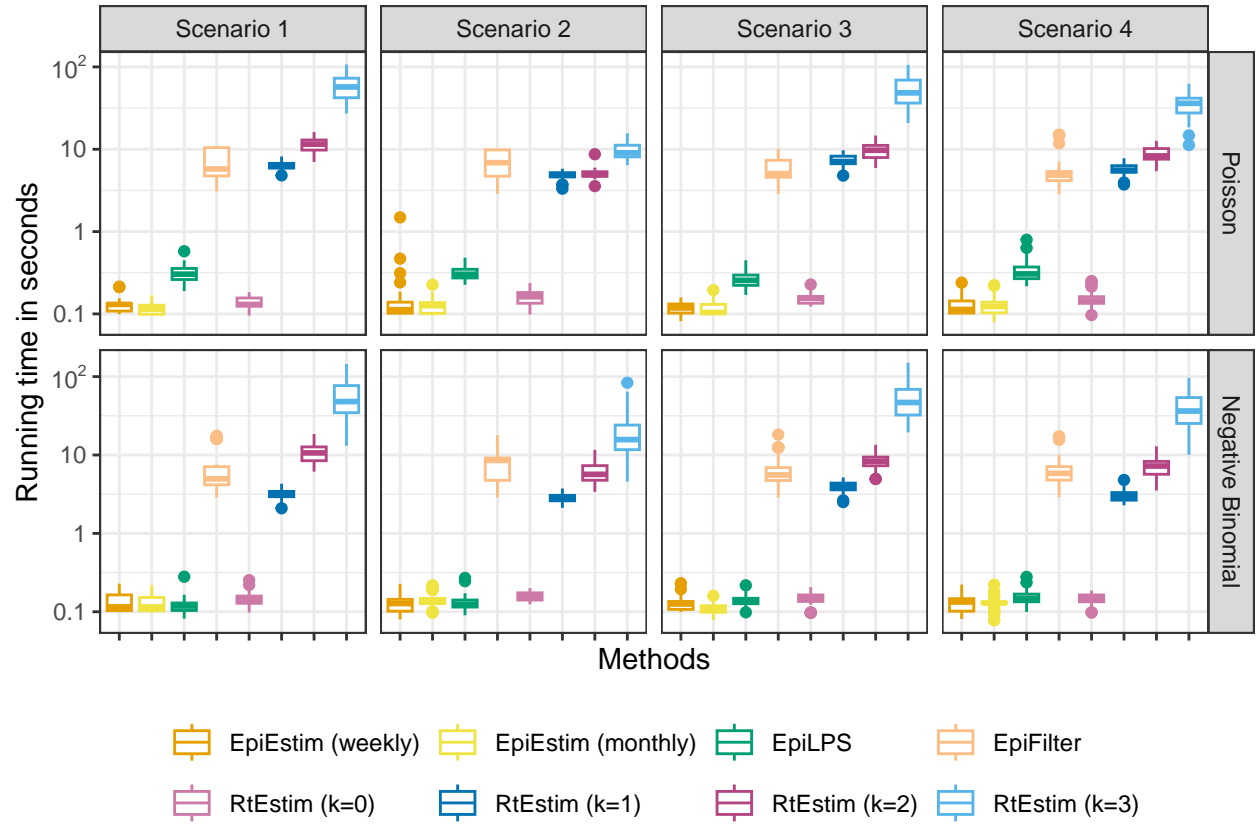 Scenario 1
Scenario 2
Scenario 3
Scenario 4
Running time in seconds
10²
10
1
0.1
Poisson
10²
10
1
0.1
Negative Binomial
Methods
EpiEstim (weekly)
EpiEstim (monthly)
EpiLPS
EpiFilter
RtEstim (k=0)
RtEstim (k=1)
RtEstim (k=2)
RtEstim (k=3)